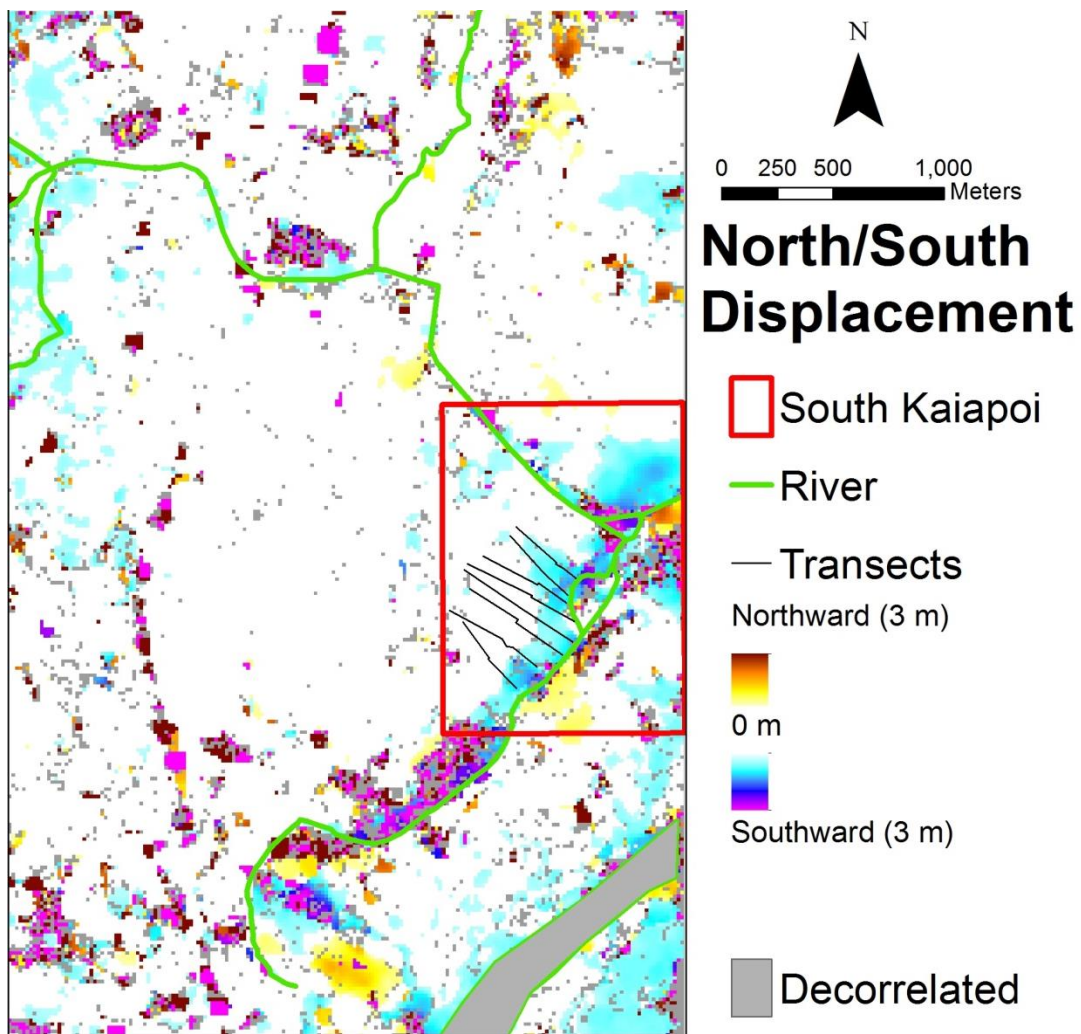 N
0 250 500 1,000
Meters
North/South
Displacement
South Kaiapoi
River
Transects
Northward (3 m)
0 m
Southward (3 m)
Decorrelated